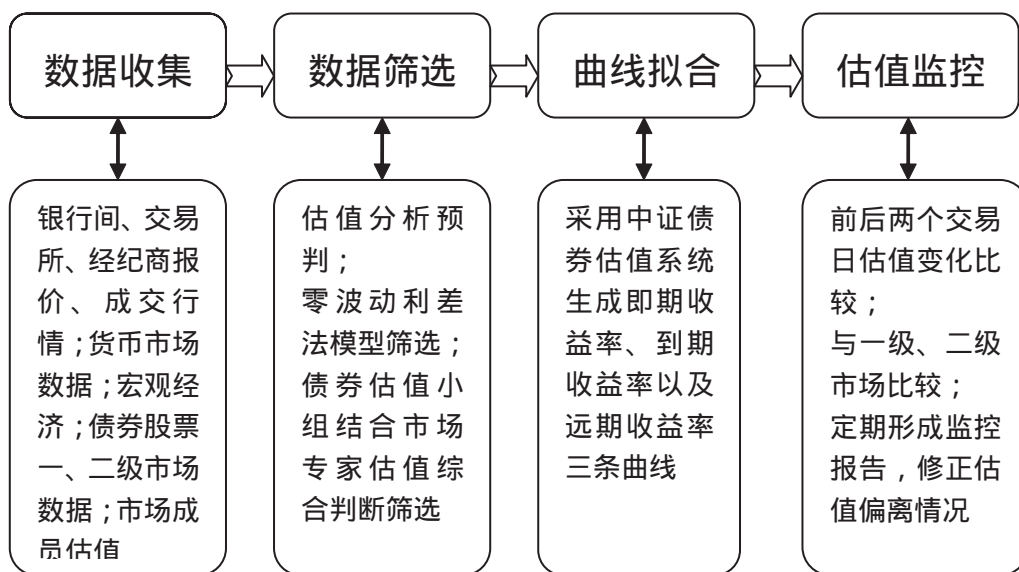 数据收集
数据筛选
曲线拟合
估值监控
银行间、交易
所、经纪商报
价、成交行
情；货币市场
数据；宏观经
济；债券股票
一、二级市场
数据；市场成
员估值
估值分析预
判；
零波动利差
法模型筛选；
债券估值小
组结合市场
专家估值综
合判断筛选
采用中证债
券估值系统
生成即期收
益率、到期
收益率以及
远期收益率
三条曲线
前后两个交易
日估值变化比
较；
与一级、二级
市场比较；
定期形成监控
报告，修正估
值偏离情况